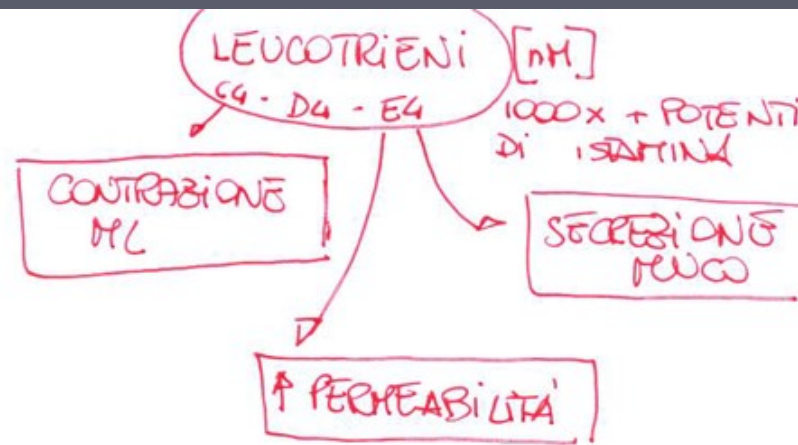 LEUCOTRIENI [nM]
C4 - D4 - E4
1000x + POTENTI
DI ISTAMINA
CONTRAZIONE
ML
SECREZIONE
MUCO
↑ PERMEABILITÀ